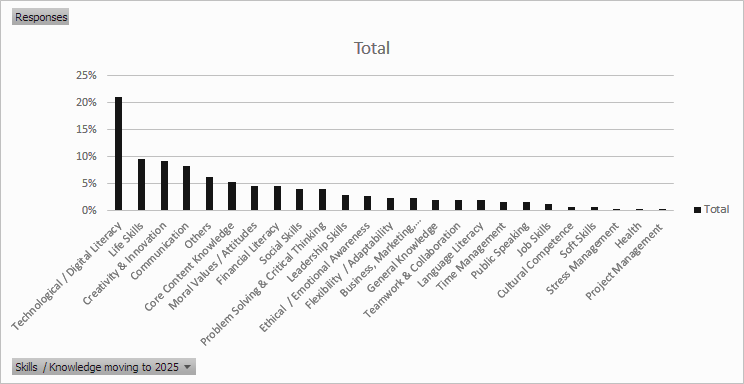 Responses
Total
25%
20%
15%
10%
5%
0%
Technological / Digital Literacy
Life Skills
Creativity & Innovation
Communication
Others
Core Content Knowledge
Moral Values / Attitudes
Financial Literacy
Social Skills
Problem Solving & Critical Thinking
Leadership Skills
Ethical / Emotional Awareness
Flexibility / Adaptability
Business, Marketing,...
General Knowledge
Teamwork & Collaboration
Language Literacy
Time Management
Public Speaking
Job Skills
Cultural Competence
Soft Skills
Stress Management
Health
Project Management
Total
Skills / Knowledge moving to 2025